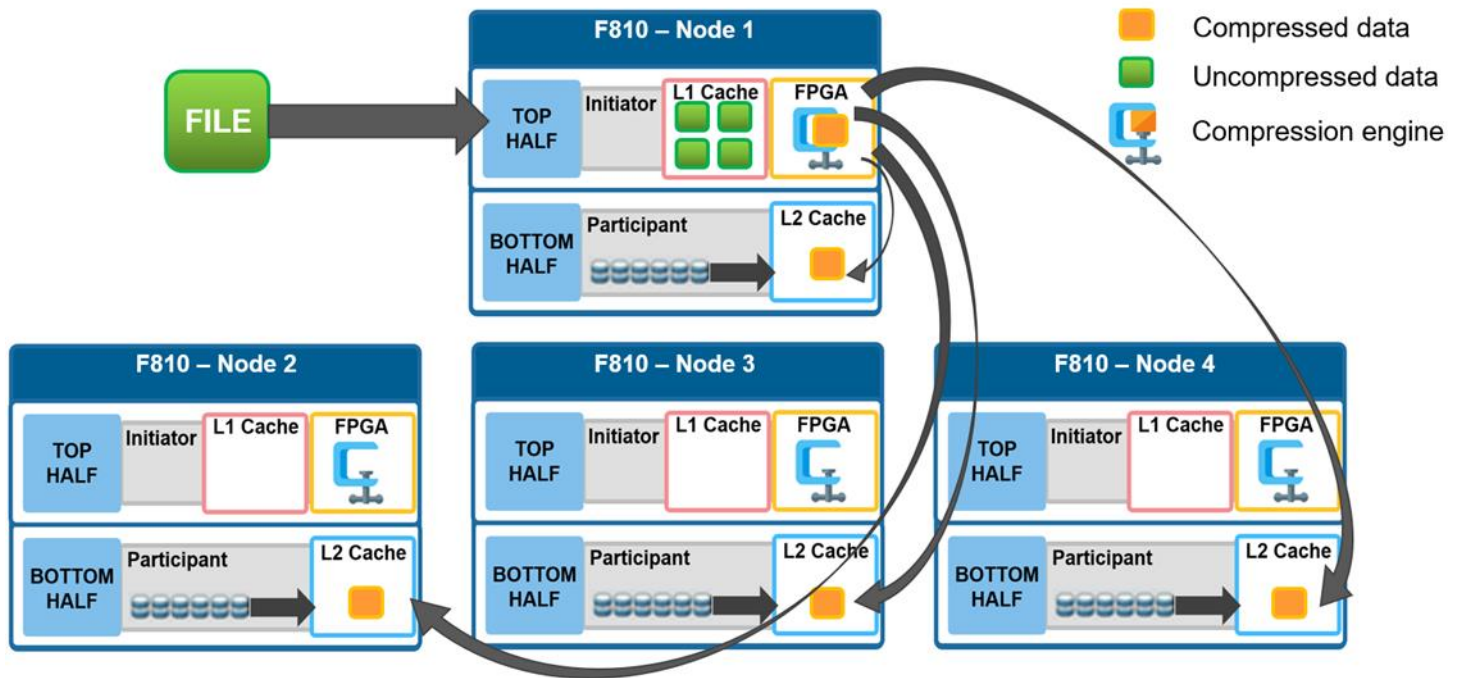 F810 – Node 1
Compressed data
Uncompressed data
Compression engine
FILE
TOP
HALF
Initiator
L1 Cache
FPGA
BOTTOM
HALF
Participant
L2 Cache
F810 – Node 2
TOP
HALF
Initiator
L1 Cache
FPGA
BOTTOM
HALF
Participant
L2 Cache
F810 – Node 3
TOP
HALF
Initiator
L1 Cache
FPGA
BOTTOM
HALF
Participant
L2 Cache
F810 – Node 4
TOP
HALF
Initiator
L1 Cache
FPGA
BOTTOM
HALF
Participant
L2 Cache